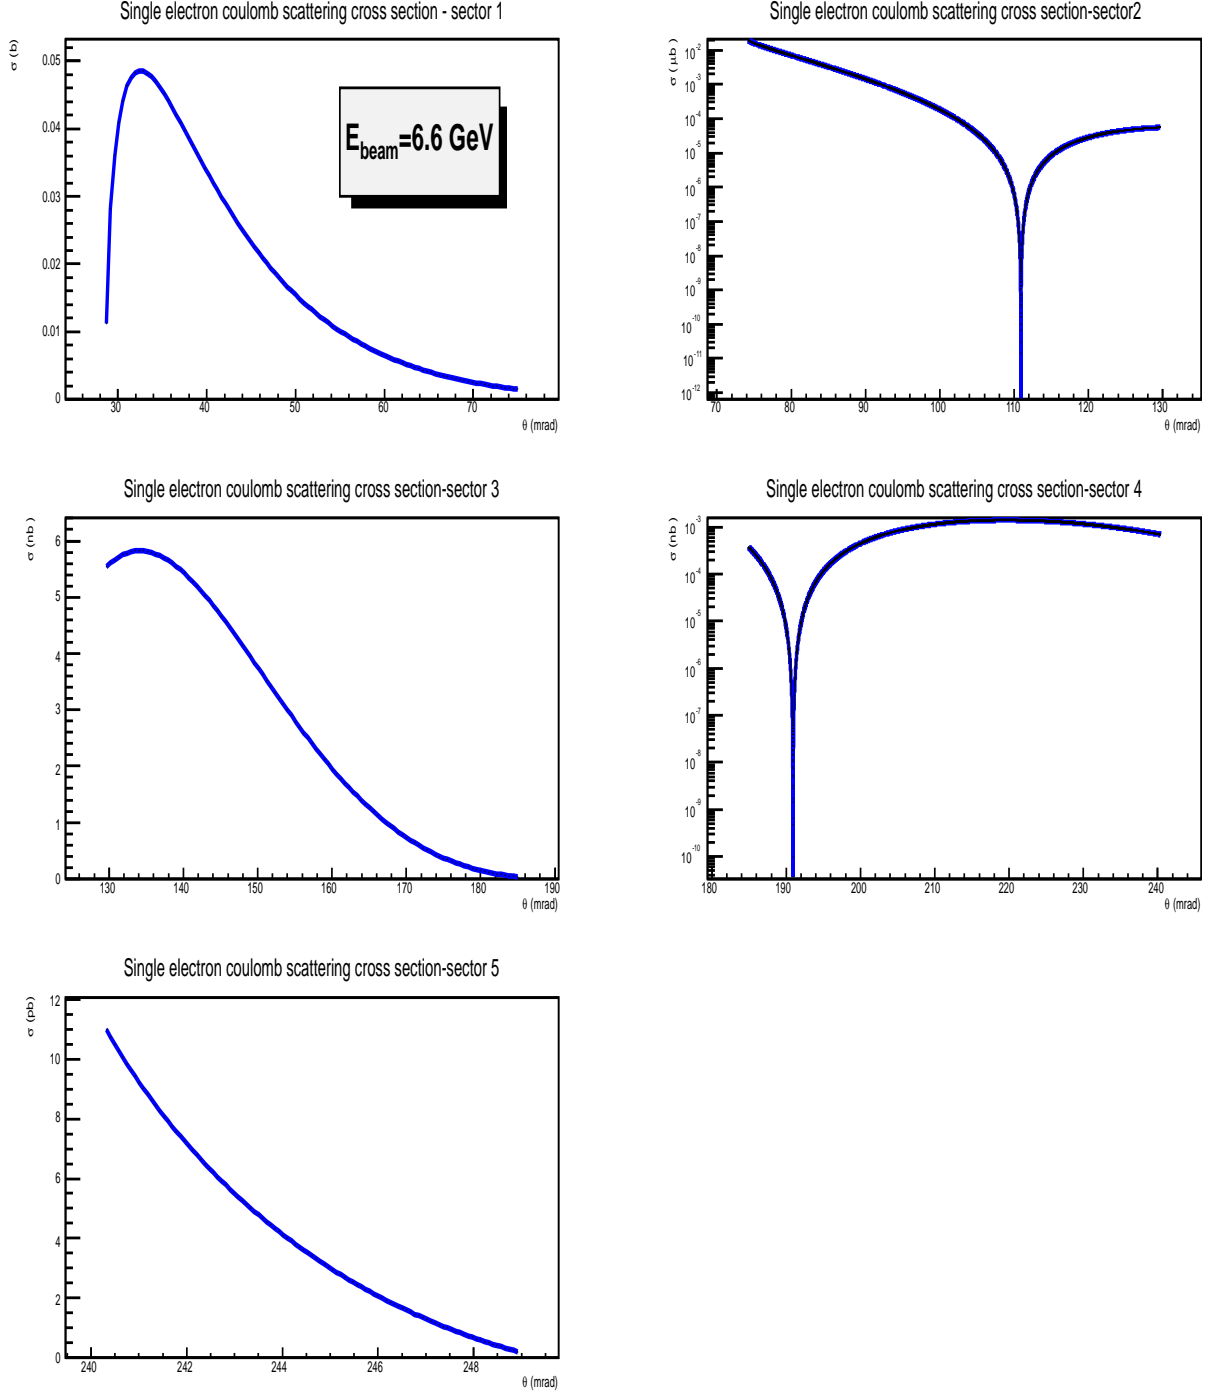 Single electron coulomb scattering cross section - sector 1
σ (b)
0.05
0.04
0.03
0.02
0.01
0
30 40 50 60 70
θ (mrad)
E_beam=6.6 GeV
Single electron coulomb scattering cross section-sector2
σ (μb )
10^-2
10^-3
10^-4
10^-5
10^-6
10^-7
10^-8
10^-9
10^-10
10^-11
10^-12
70 80 90 100 110 120 130
θ (mrad)
Single electron coulomb scattering cross section-sector 3
σ (nb )
6
5
4
3
2
1
0
130 140 150 160 170 180 190
θ (mrad)
Single electron coulomb scattering cross section-sector 4
σ (nb )
10^-3
10^-4
10^-5
10^-6
10^-7
10^-8
10^-9
10^-10
180 190 200 210 220 230 240
θ (mrad)
Single electron coulomb scattering cross section-sector 5
σ (pb)
12
10
8
6
4
2
0
240 242 244 246 248
θ (mrad)